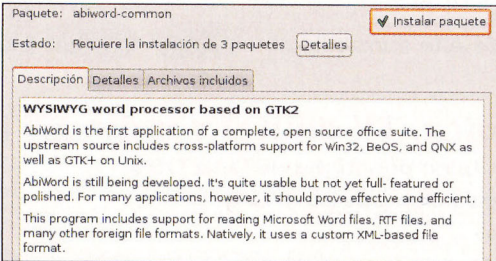 Paquete: abiword-common
Instalar paquete
Estado: Requiere la instalación de 3 paquetes Detalles
Descripción Detalles Archivos incluidos
WYSIWYG word processor based on GTK2
AbiWord is the first application of a complete, open source office suite. The
upstream source includes cross-platform support for Win32, BeOS, and QNX as
well as GTK+ on Unix.
AbiWord is still being developed. It's quite usable but not yet full- featured or
polished. For many applications, however, it should prove effective and efficient.
This program includes support for reading Microsoft Word files, RTF files, and
many other foreign file formats. Natively, it uses a custom XML-based file
format.